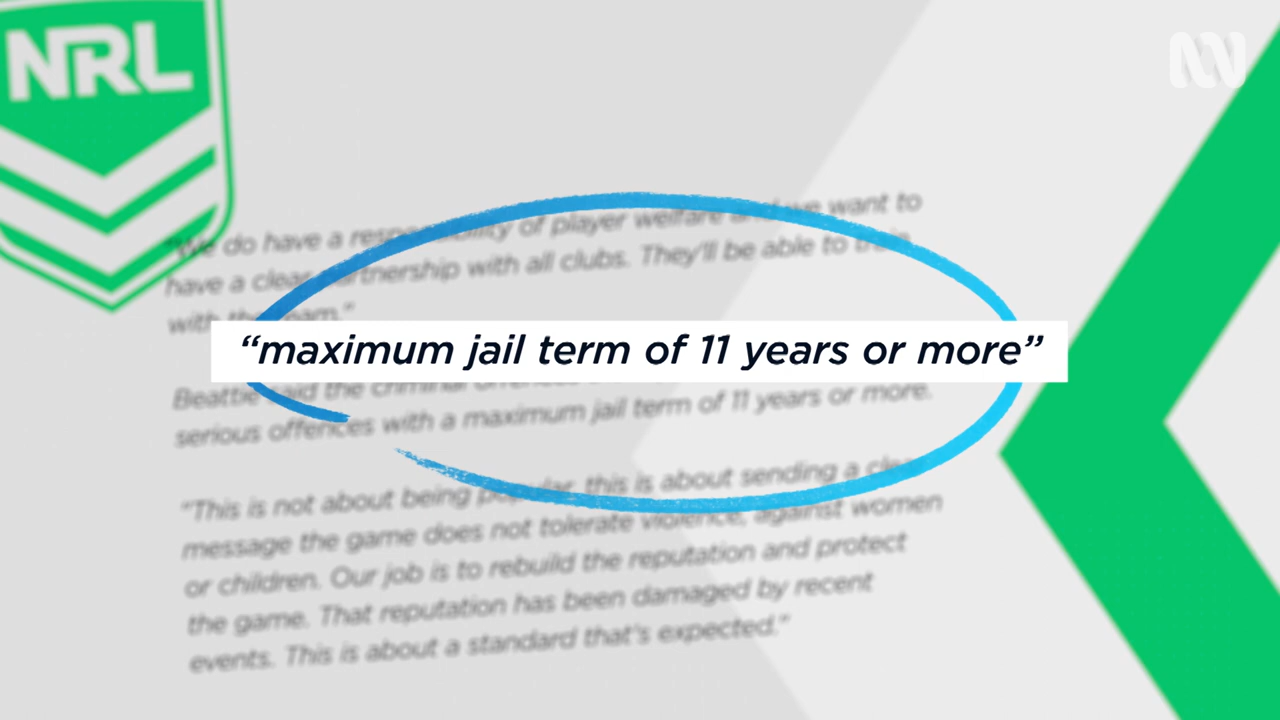 NRL
"We do have a responsibility of player welfare and we want to
have a clear partnership with all clubs. They'll be able to train
with the team."
"maximum jail term of 11 years or more"
Beattie said the criminal offences
serious offences with a maximum jail term of 11 years or more.
"This is not about being popular, this is about sending a clear
message the game does not tolerate violence, against women
or children. Our job is to rebuild the reputation and protect
the game. That reputation has been damaged by recent
events. This is about a standard that's expected."